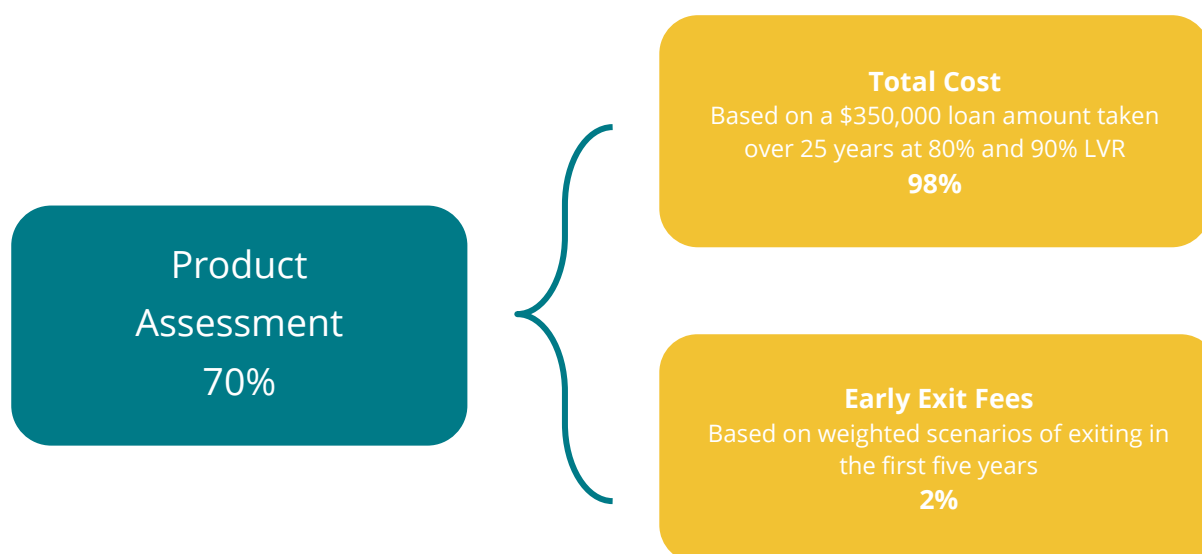 Product
Assessment
70%
Total Cost
Based on a $350,000 loan amount taken
over 25 years at 80% and 90% LVR
98%
Early Exit Fees
Based on weighted scenarios of exiting in
the first five years
2%